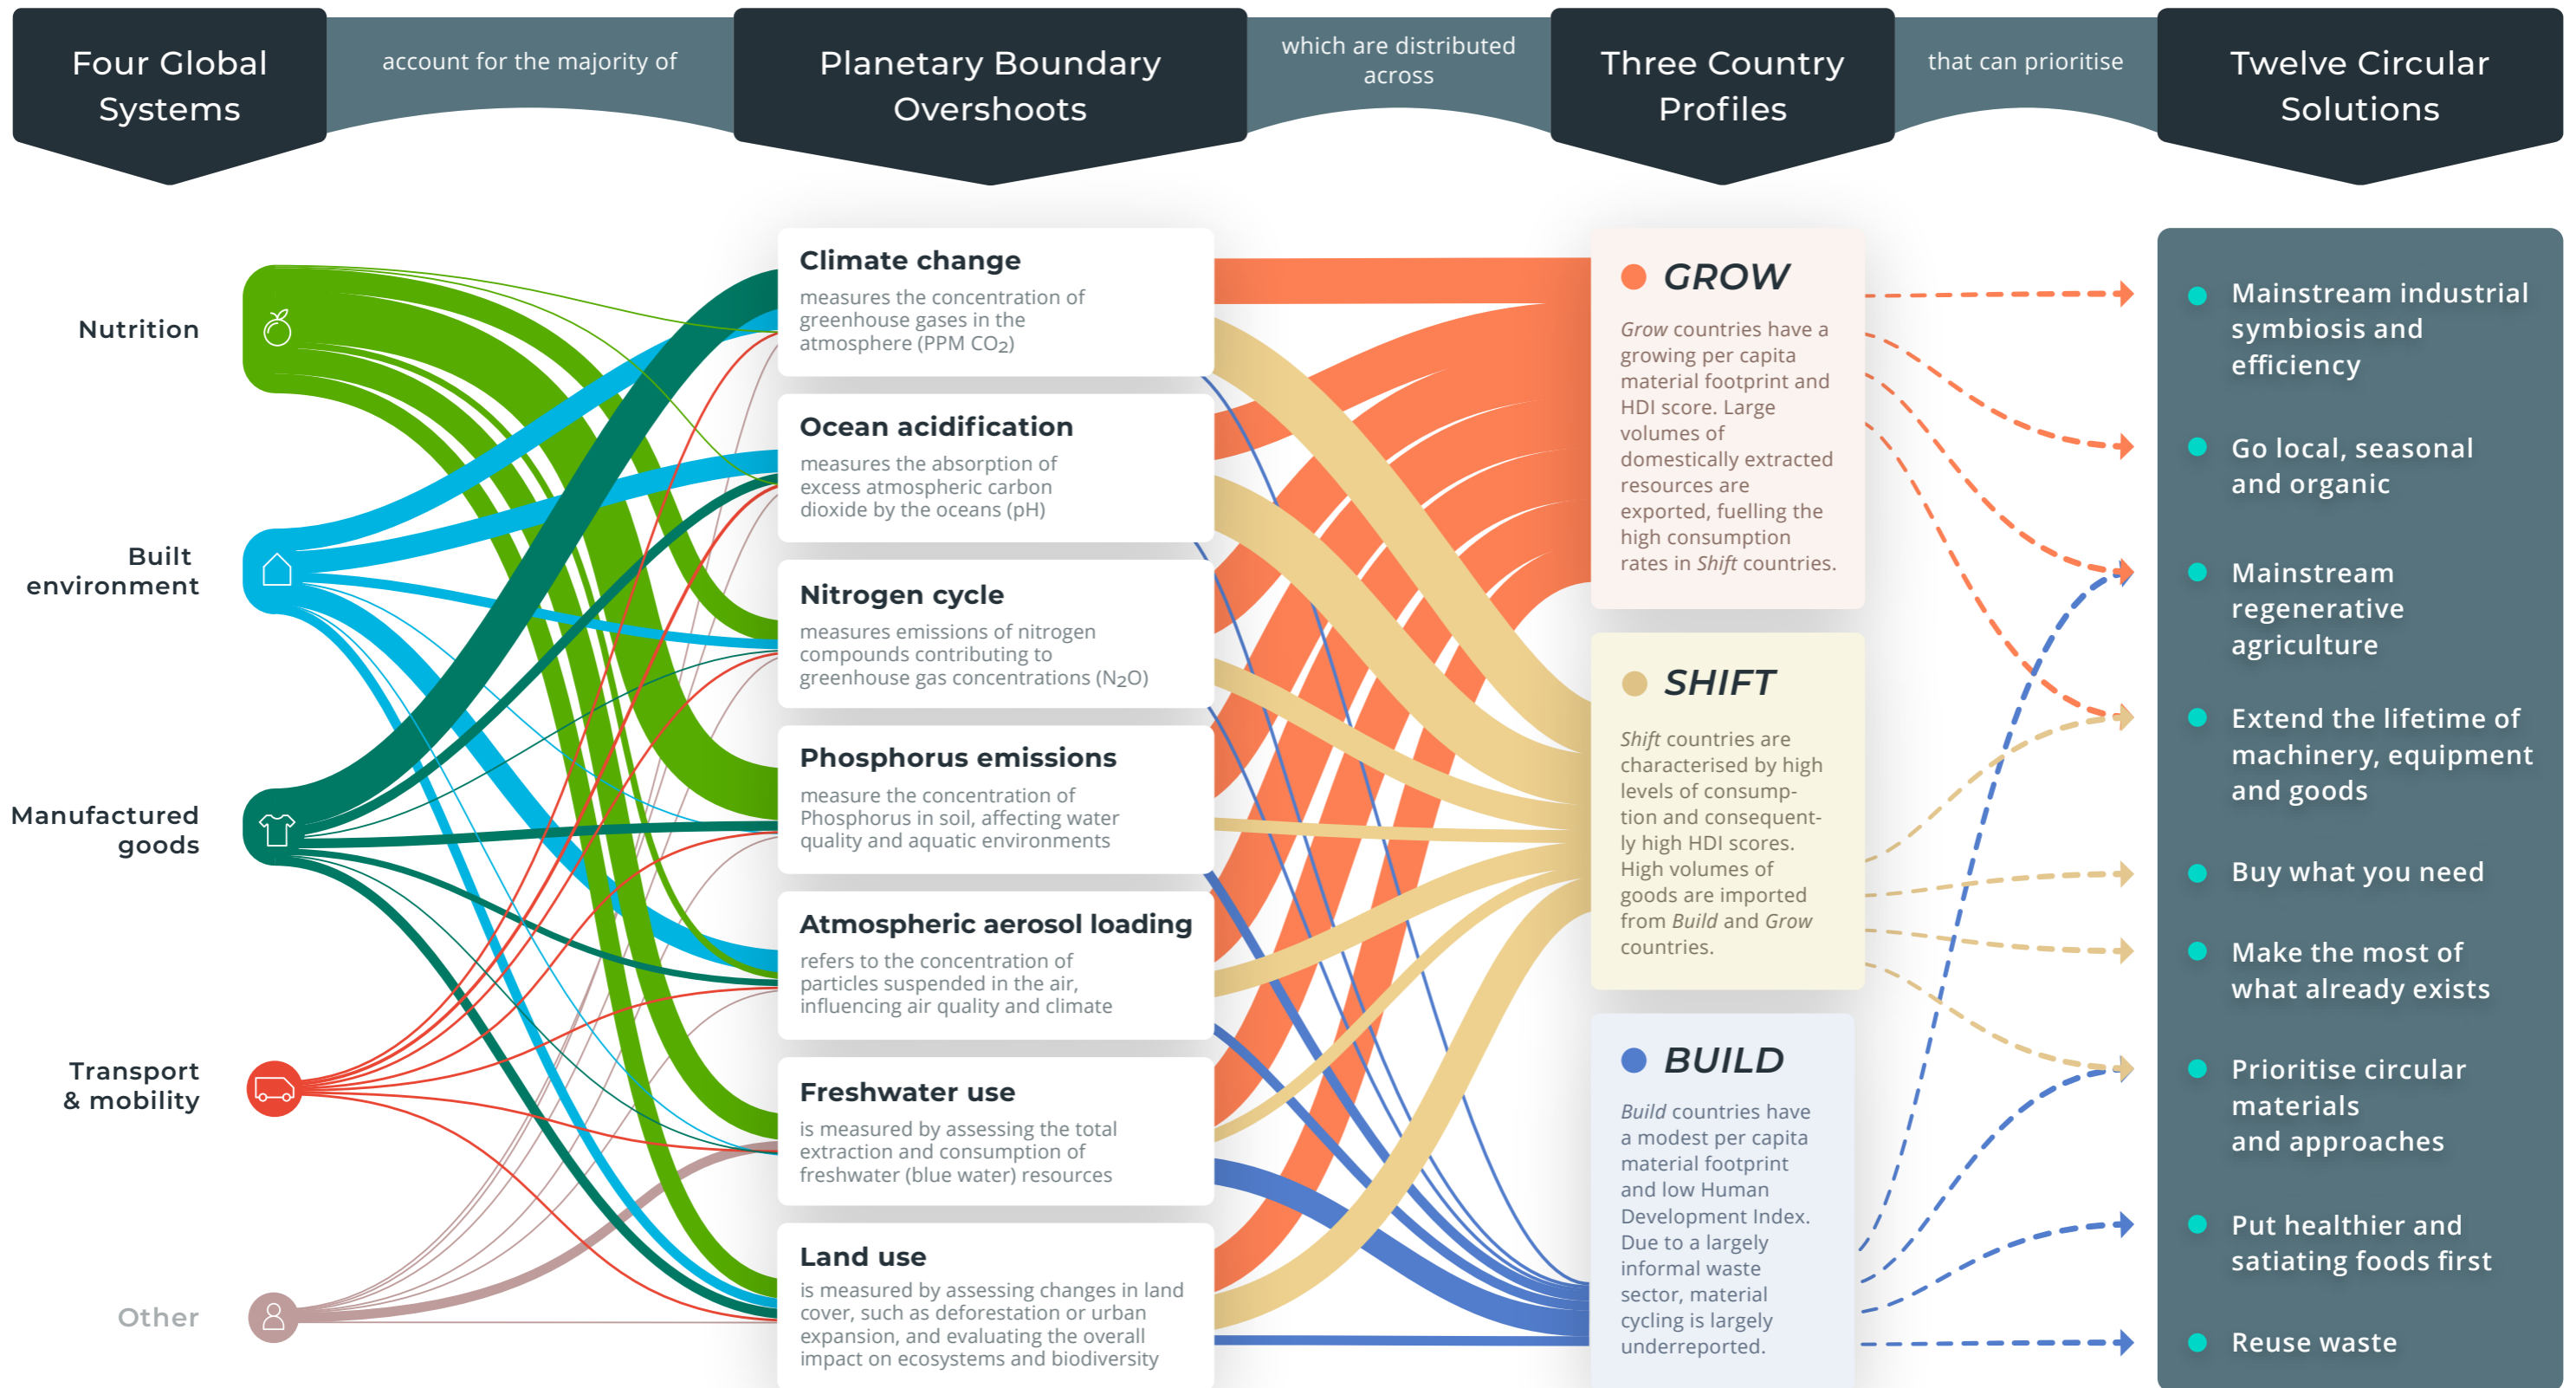 Four Global
Systems
account for the majority of
Planetary Boundary
Overshoots
which are distributed
across
Three Country
Profiles
that can prioritise
Twelve Circular
Solutions
Nutrition
Built
environment
Manufactured
goods
Transport
& mobility
Other
Climate change
measures the concentration of
greenhouse gases in the
atmosphere (PPM CO2)
Ocean acidification
measures the absorption of
excess atmospheric carbon
dioxide by the oceans (pH)
Nitrogen cycle
measures emissions of nitrogen
compounds contributing to
greenhouse gas concentrations (N2O)
Phosphorus emissions
measure the concentration of
Phosphorus in soil, affecting water
quality and aquatic environments
Atmospheric aerosol loading
refers to the concentration of
particles suspended in the air,
influencing air quality and climate
Freshwater use
is measured by assessing the total
extraction and consumption of
freshwater (blue water) resources
Land use
is measured by assessing changes in land
cover, such as deforestation or urban
expansion, and evaluating the overall
impact on ecosystems and biodiversity
GROW
Grow countries have a
growing per capita
material footprint and
HDI score. Large
volumes of
domestically extracted
resources are
exported, fuelling the
high consumption
rates in Shift countries.
SHIFT
Shift countries are
characterised by high
levels of consump-
tion and consequent-
ly high HDI scores.
High volumes of
goods are imported
from Build and Grow
countries.
BUILD
Build countries have
a modest per capita
material footprint
and low Human
Development Index.
Due to a largely
informal waste
sector, material
cycling is largely
underreported.
Mainstream industrial
symbiosis and
efficiency
Go local, seasonal
and organic
Mainstream
regenerative
agriculture
Extend the lifetime of
machinery, equipment
and goods
Buy what you need
Make the most of
what already exists
Prioritise circular
materials
and approaches
Put healthier and
satiating foods first
Reuse waste